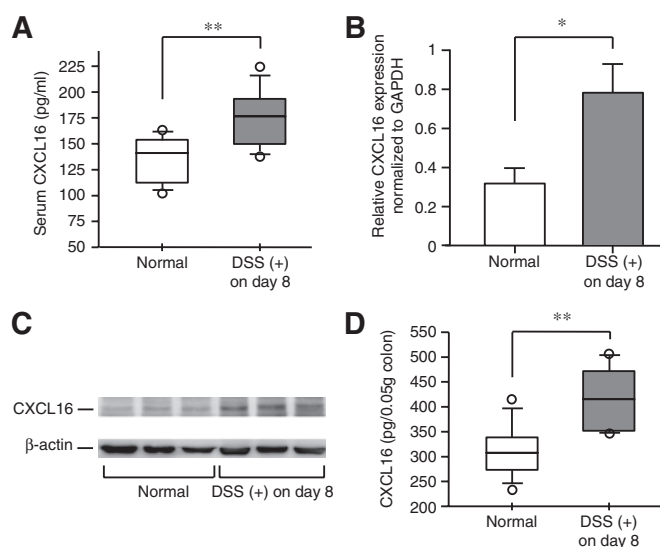 A
**
Serum CXCL16 (pg/ml)
225
200
175
150
125
100
75
50
Normal
DSS (+)
on day 8
B
*
Relative CXCL16 expression
normalized to GAPDH
1
0.8
0.6
0.4
0.2
0
Normal
DSS (+)
on day 8
C
CXCL16
β-actin
Normal
DSS (+) on day 8
D
**
CXCL16 (pg/0.05g colon)
550
500
450
400
350
300
250
200
Normal
DSS (+)
on day 8